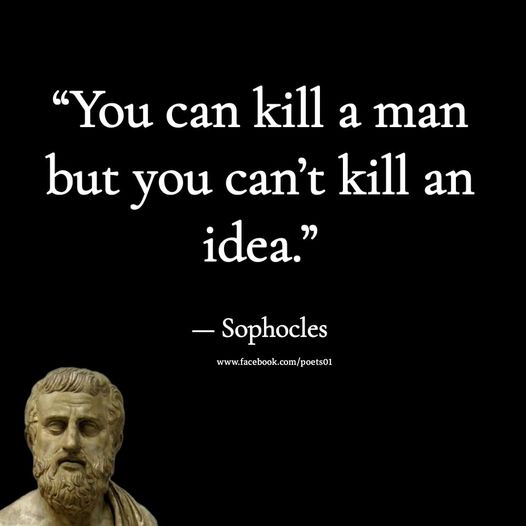 “You can kill a man
but you can’t kill an
idea.”
— Sophocles
www.facebook.com/poets01